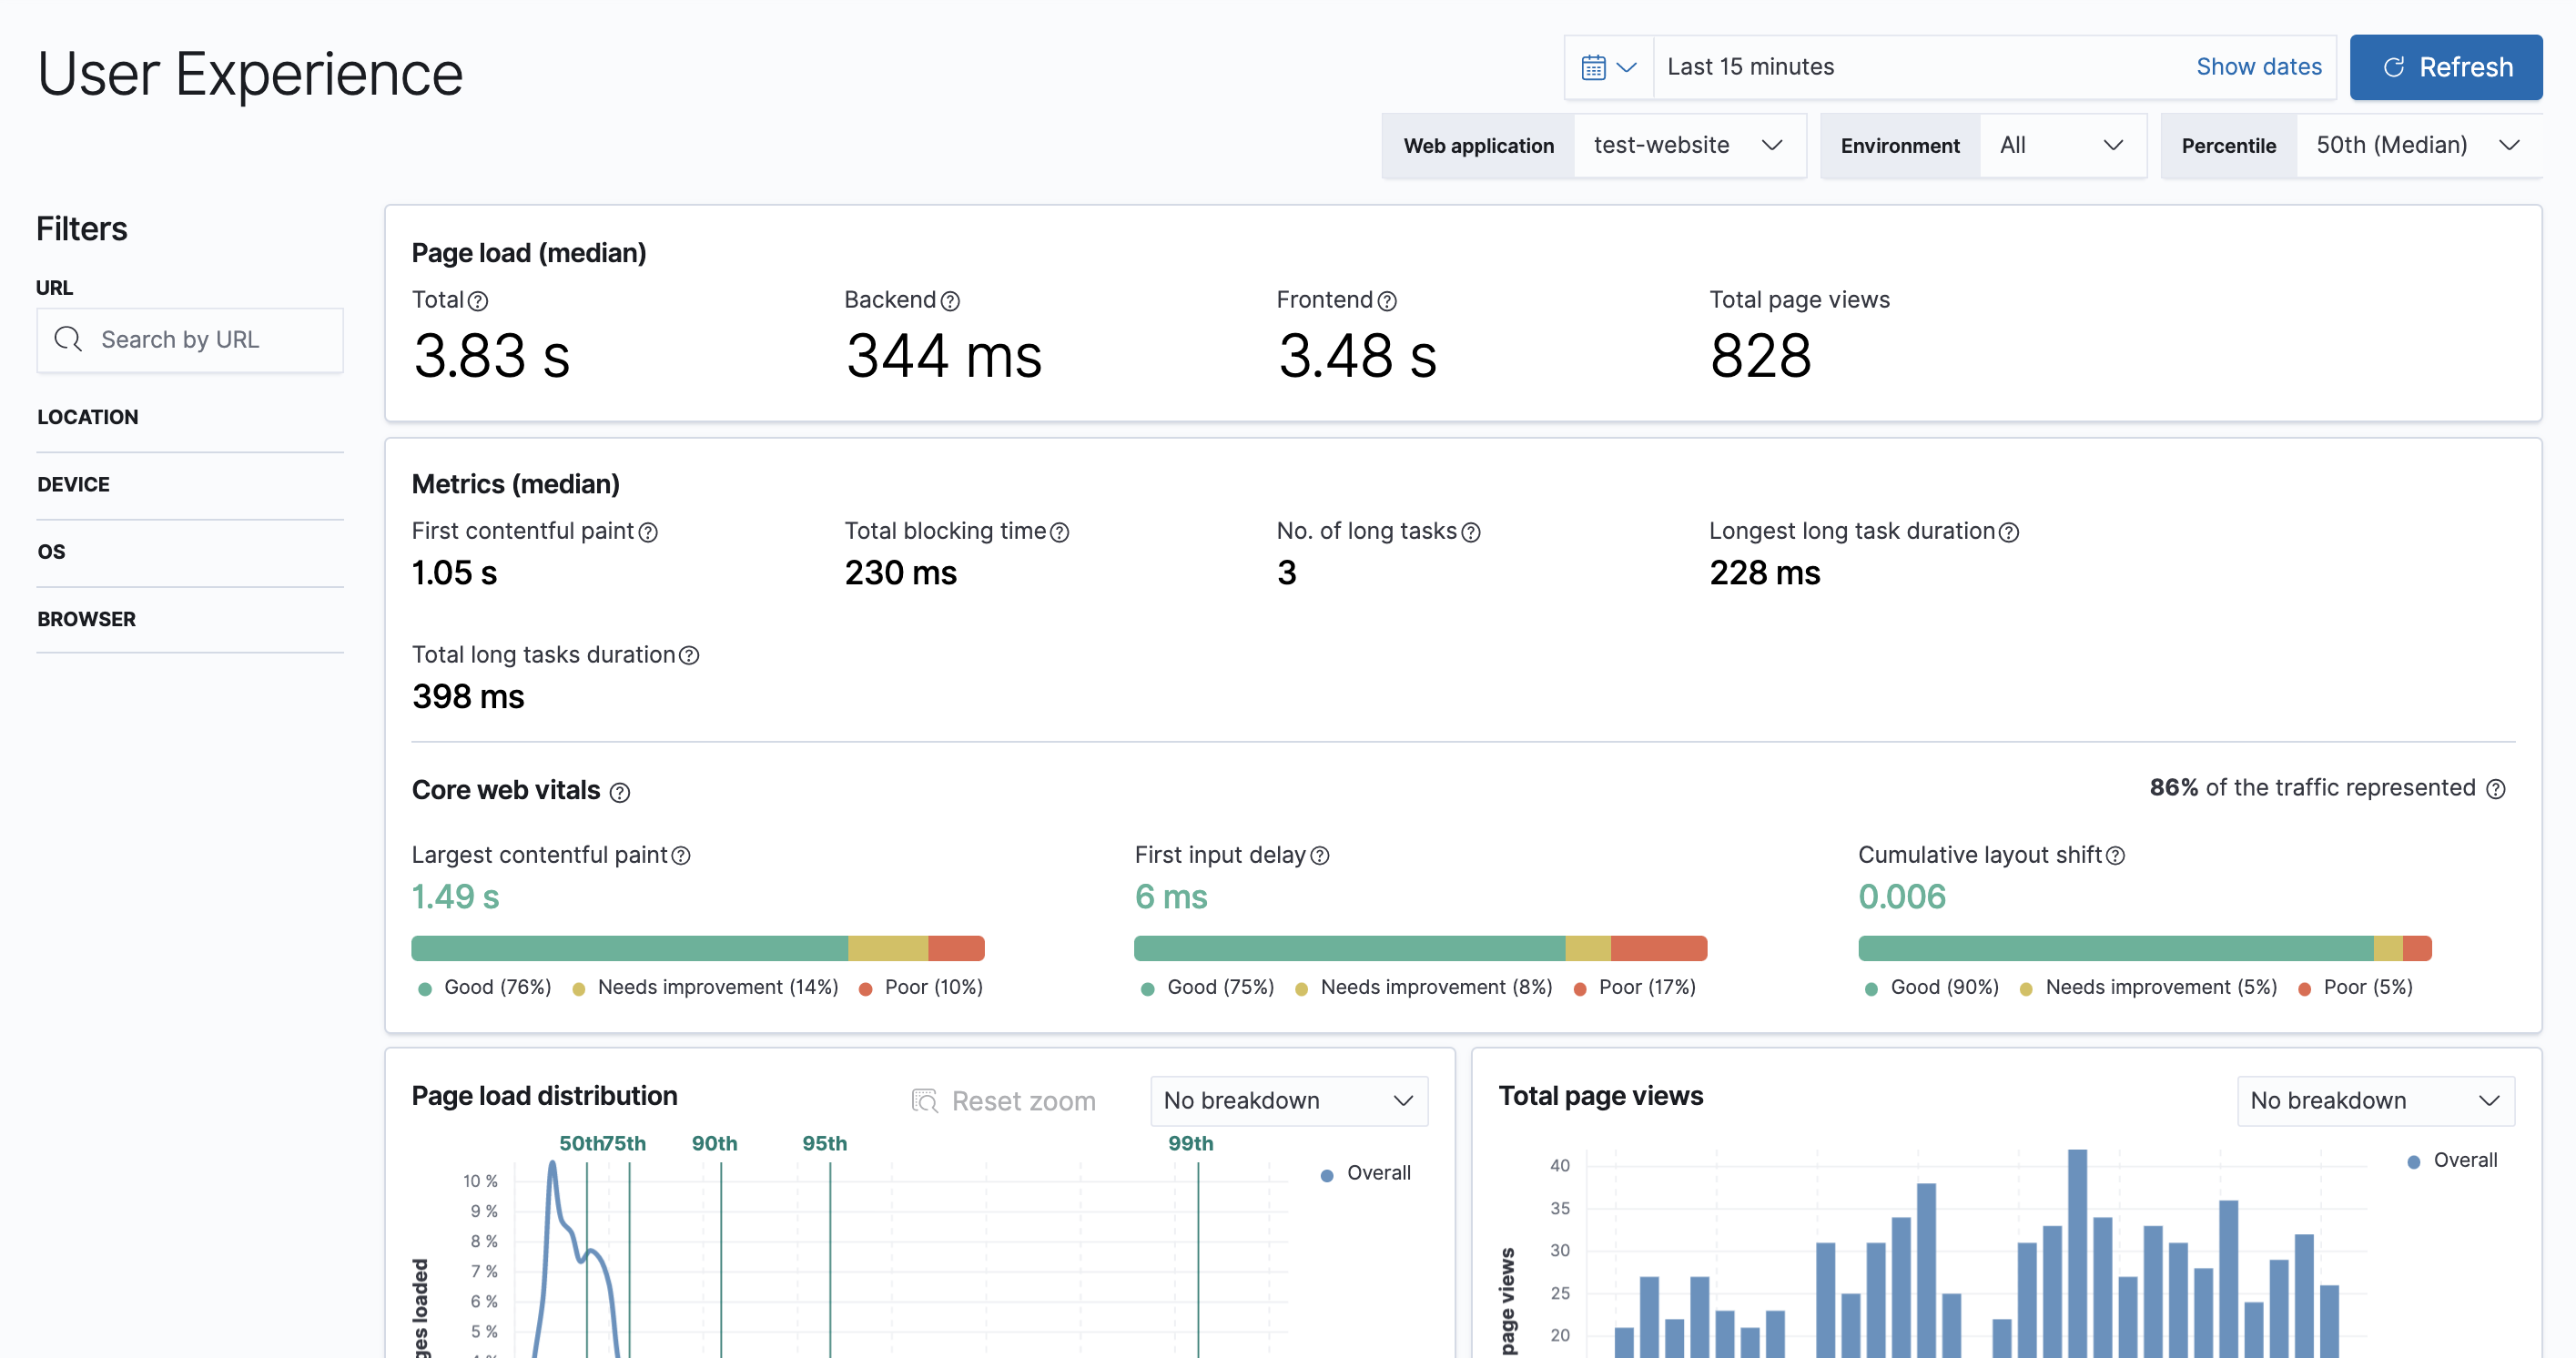 User Experience
Last 15 minutes
Show dates
Refresh
Web application
test-website
Environment
All
Percentile
50th (Median)
Filters
URL
Search by URL
LOCATION
DEVICE
OS
BROWSER
Page load (median)
Total
3.83 s
Backend
344 ms
Frontend
3.48 s
Total page views
828
Metrics (median)
First contentful paint
1.05 s
Total blocking time
230 ms
No. of long tasks
3
Longest long task duration
228 ms
Total long tasks duration
398 ms
Core web vitals
86% of the traffic represented
Largest contentful paint
1.49 s
Good (76%)
Needs improvement (14%)
Poor (10%)
First input delay
6 ms
Good (75%)
Needs improvement (8%)
Poor (17%)
Cumulative layout shift
0.006
Good (90%)
Needs improvement (5%)
Poor (5%)
Page load distribution
Reset zoom
No breakdown
50th
75th
90th
95th
99th
Overall
10 %
9 %
8 %
7 %
6 %
5 %
ges loaded
Total page views
No breakdown
Overall
40
35
30
25
20
page views